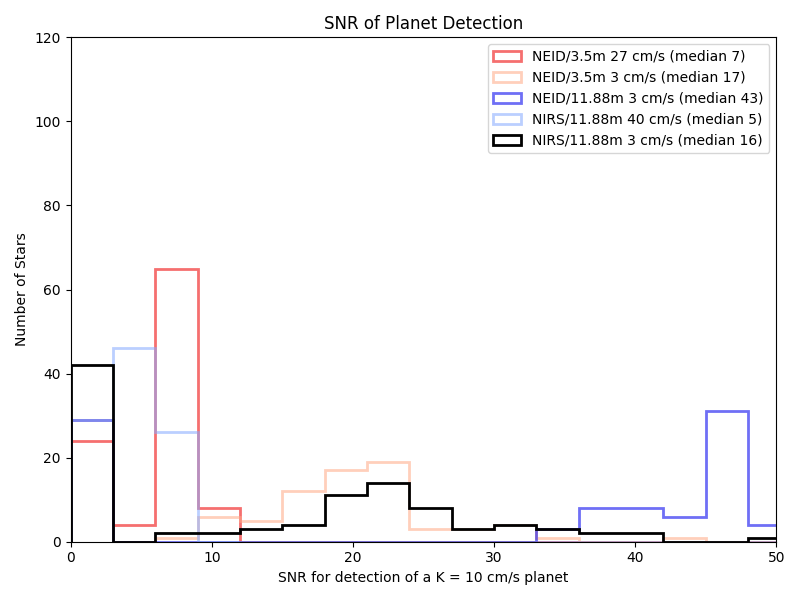 SNR of Planet Detection
120
100
80
60
40
20
0
Number of Stars
NEID/3.5m 27 cm/s (median 7)
NEID/3.5m 3 cm/s (median 17)
NEID/11.88m 3 cm/s (median 43)
NIRS/11.88m 40 cm/s (median 5)
NIRS/11.88m 3 cm/s (median 16)
0 10 20 30 40 50
SNR for detection of a K = 10 cm/s planet